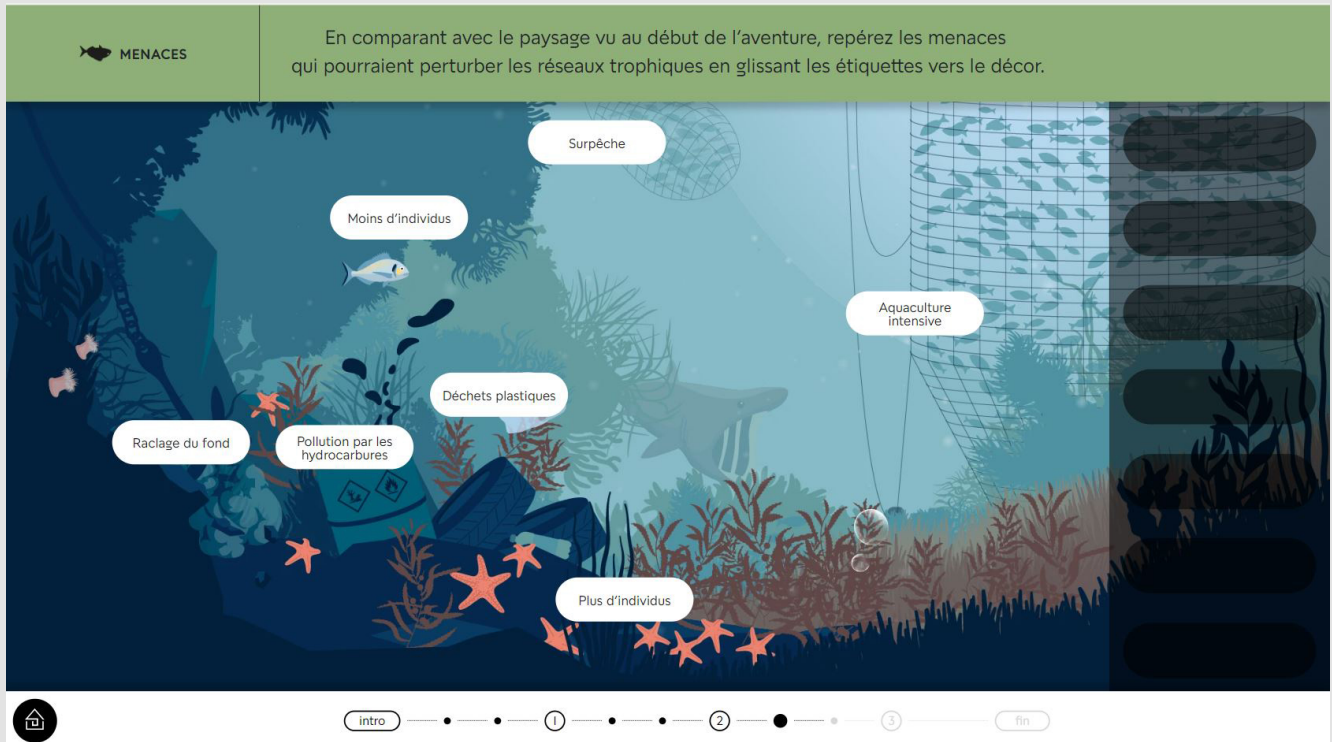 MENACES
En comparant avec le paysage vu au début de l’aventure, repérez les menaces
qui pourraient perturber les réseaux trophiques en glissant les étiquettes vers le décor.
Surpêche
Moins d’individus
Aquaculture
intensive
Déchets plastiques
Raclage du fond
Pollution par les
hydrocarbures
Plus d’individus
intro 1 2 3 fin